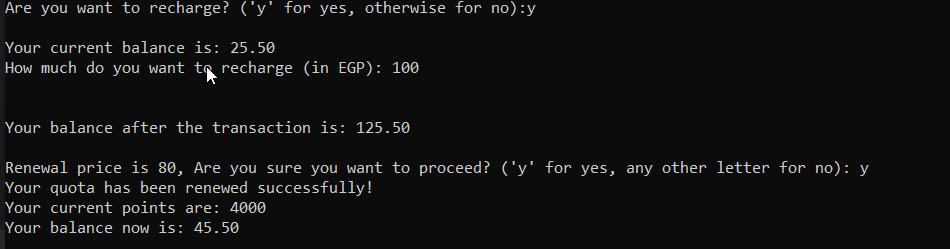 Are you want to recharge? ('y' for yes, otherwise for no):y
Your current balance is: 25.50
How much do you want to recharge (in EGP): 100
Your balance after the transaction is: 125.50
Renewal price is 80, Are you sure you want to proceed? ('y' for yes, any other letter for no): y
Your quota has been renewed successfully!
Your current points are: 4000
Your balance now is: 45.50